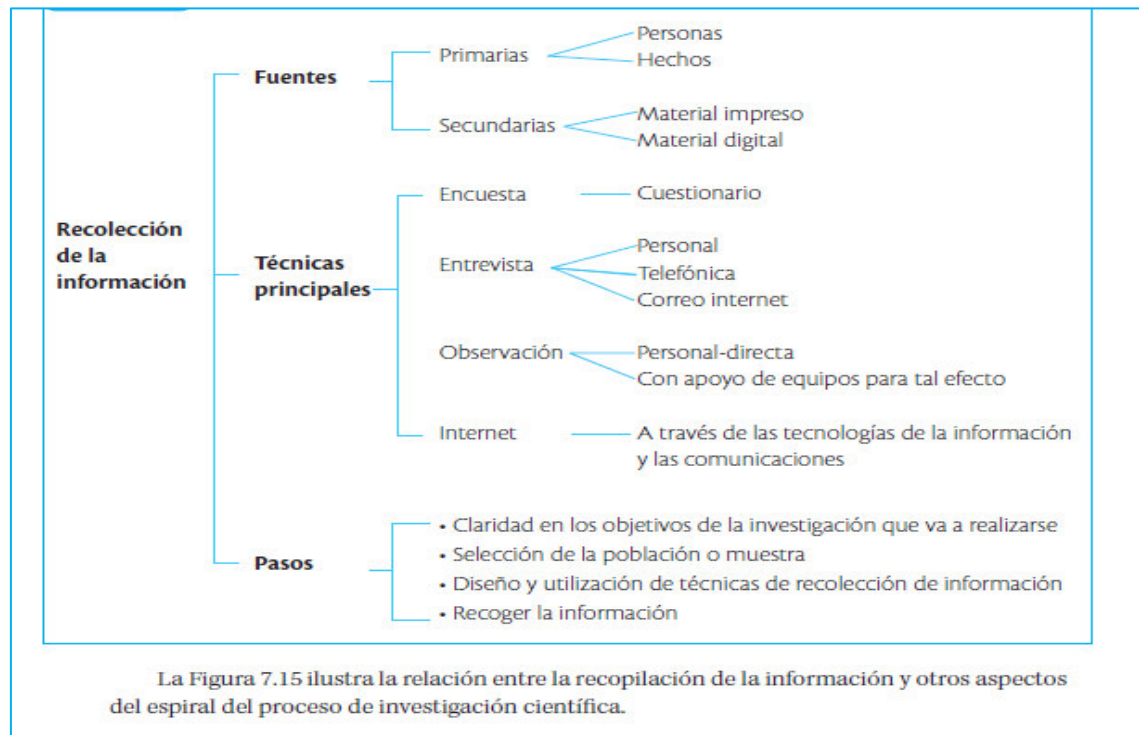 Recolección
de la
información
Fuentes
Primarias
Personas
Hechos
Secundarias
Material impreso
Material digital
Técnicas
principales
Encuesta
Cuestionario
Entrevista
Personal
Telefónica
Correo internet
Observación
Personal-directa
Con apoyo de equipos para tal efecto
Internet
A través de las tecnologías de la información
y las comunicaciones
Pasos
• Claridad en los objetivos de la investigación que va a realizarse
• Selección de la población o muestra
• Diseño y utilización de técnicas de recolección de información
• Recoger la información
La Figura 7.15 ilustra la relación entre la recopilación de la información y otros aspectos
del espiral del proceso de investigación científica.